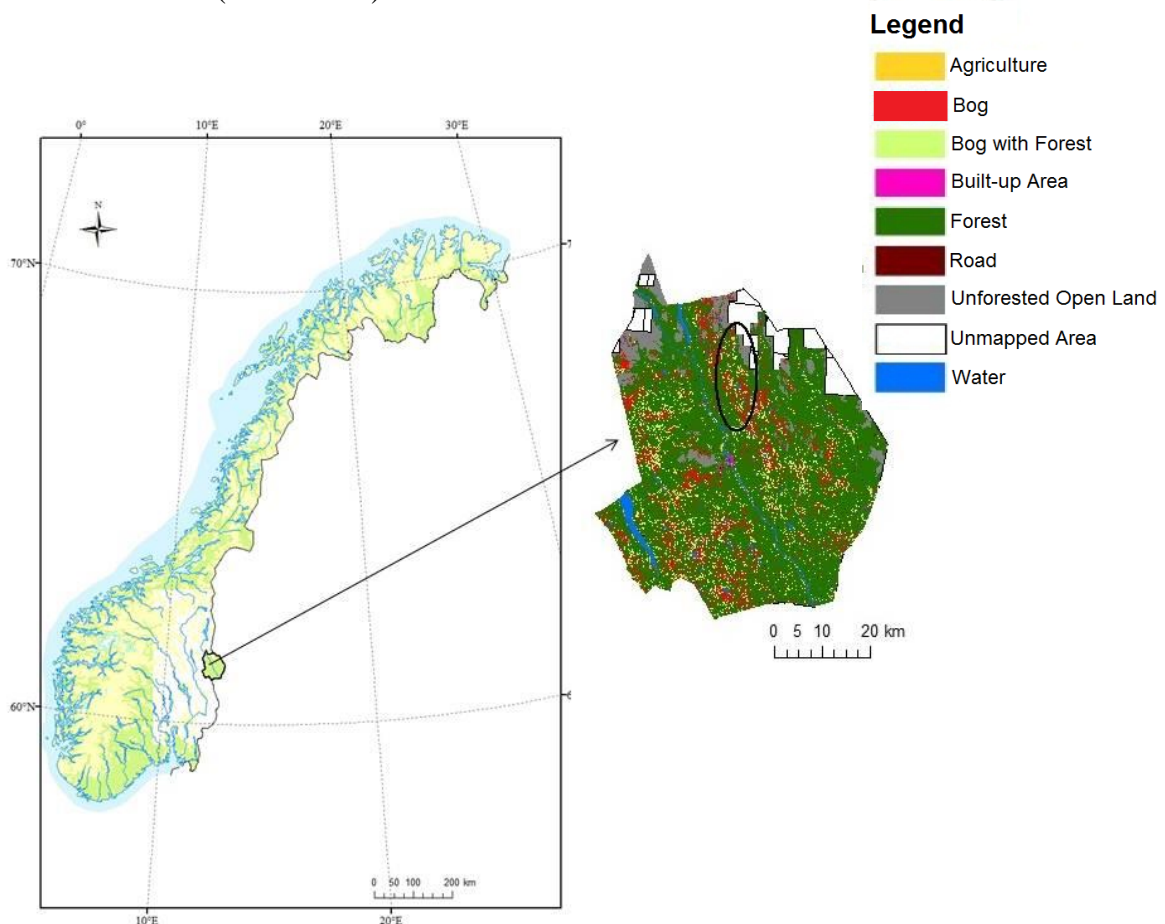 Legend
Agriculture
Bog
Bog with Forest
Built-up Area
Forest
Road
Unforested Open Land
Unmapped Area
Water
0° 10°E 20°E 30°E
N
70°N
60°N
0 5 10 20 km
0 50 100 200 km
10°E 20°E